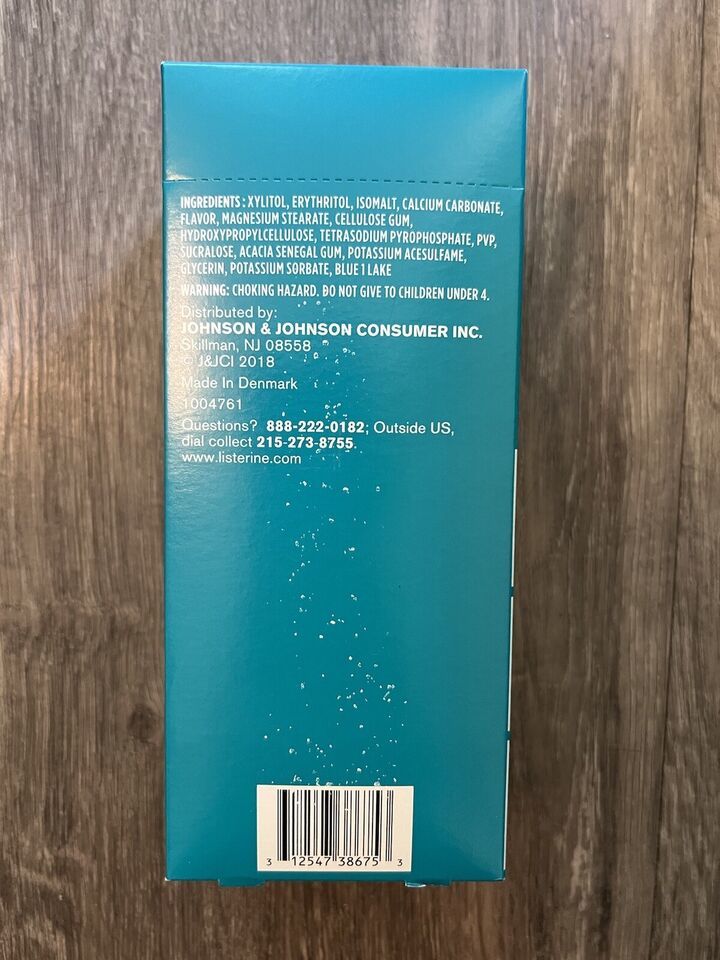 INGREDIENTS : XYLITOL, ERYTHRITOL, ISOMALT, CALCIUM CARBONATE,
FLAVOR, MAGNESIUM STEARATE, CELLULOSE GUM,
HYDROXYPROPYLCELLULOSE, TETRASODIUM PYROPHOSPHATE, PVP,
SUCRALOSE, ACACIA SENEGAL GUM, POTASSIUM ACESULFAME,
GLYCERIN, POTASSIUM SORBATE, BLUE 1 LAKE
WARNING: CHOKING HAZARD. DO NOT GIVE TO CHILDREN UNDER 4.
Distributed by:
JOHNSON & JOHNSON CONSUMER INC.
Skillman, NJ 08558
© J&JCI 2018
Made In Denmark
1004761
Questions? 888-222-0182; Outside US,
dial collect 215-273-8755.
www.listerine.com
3 12547 38675 3